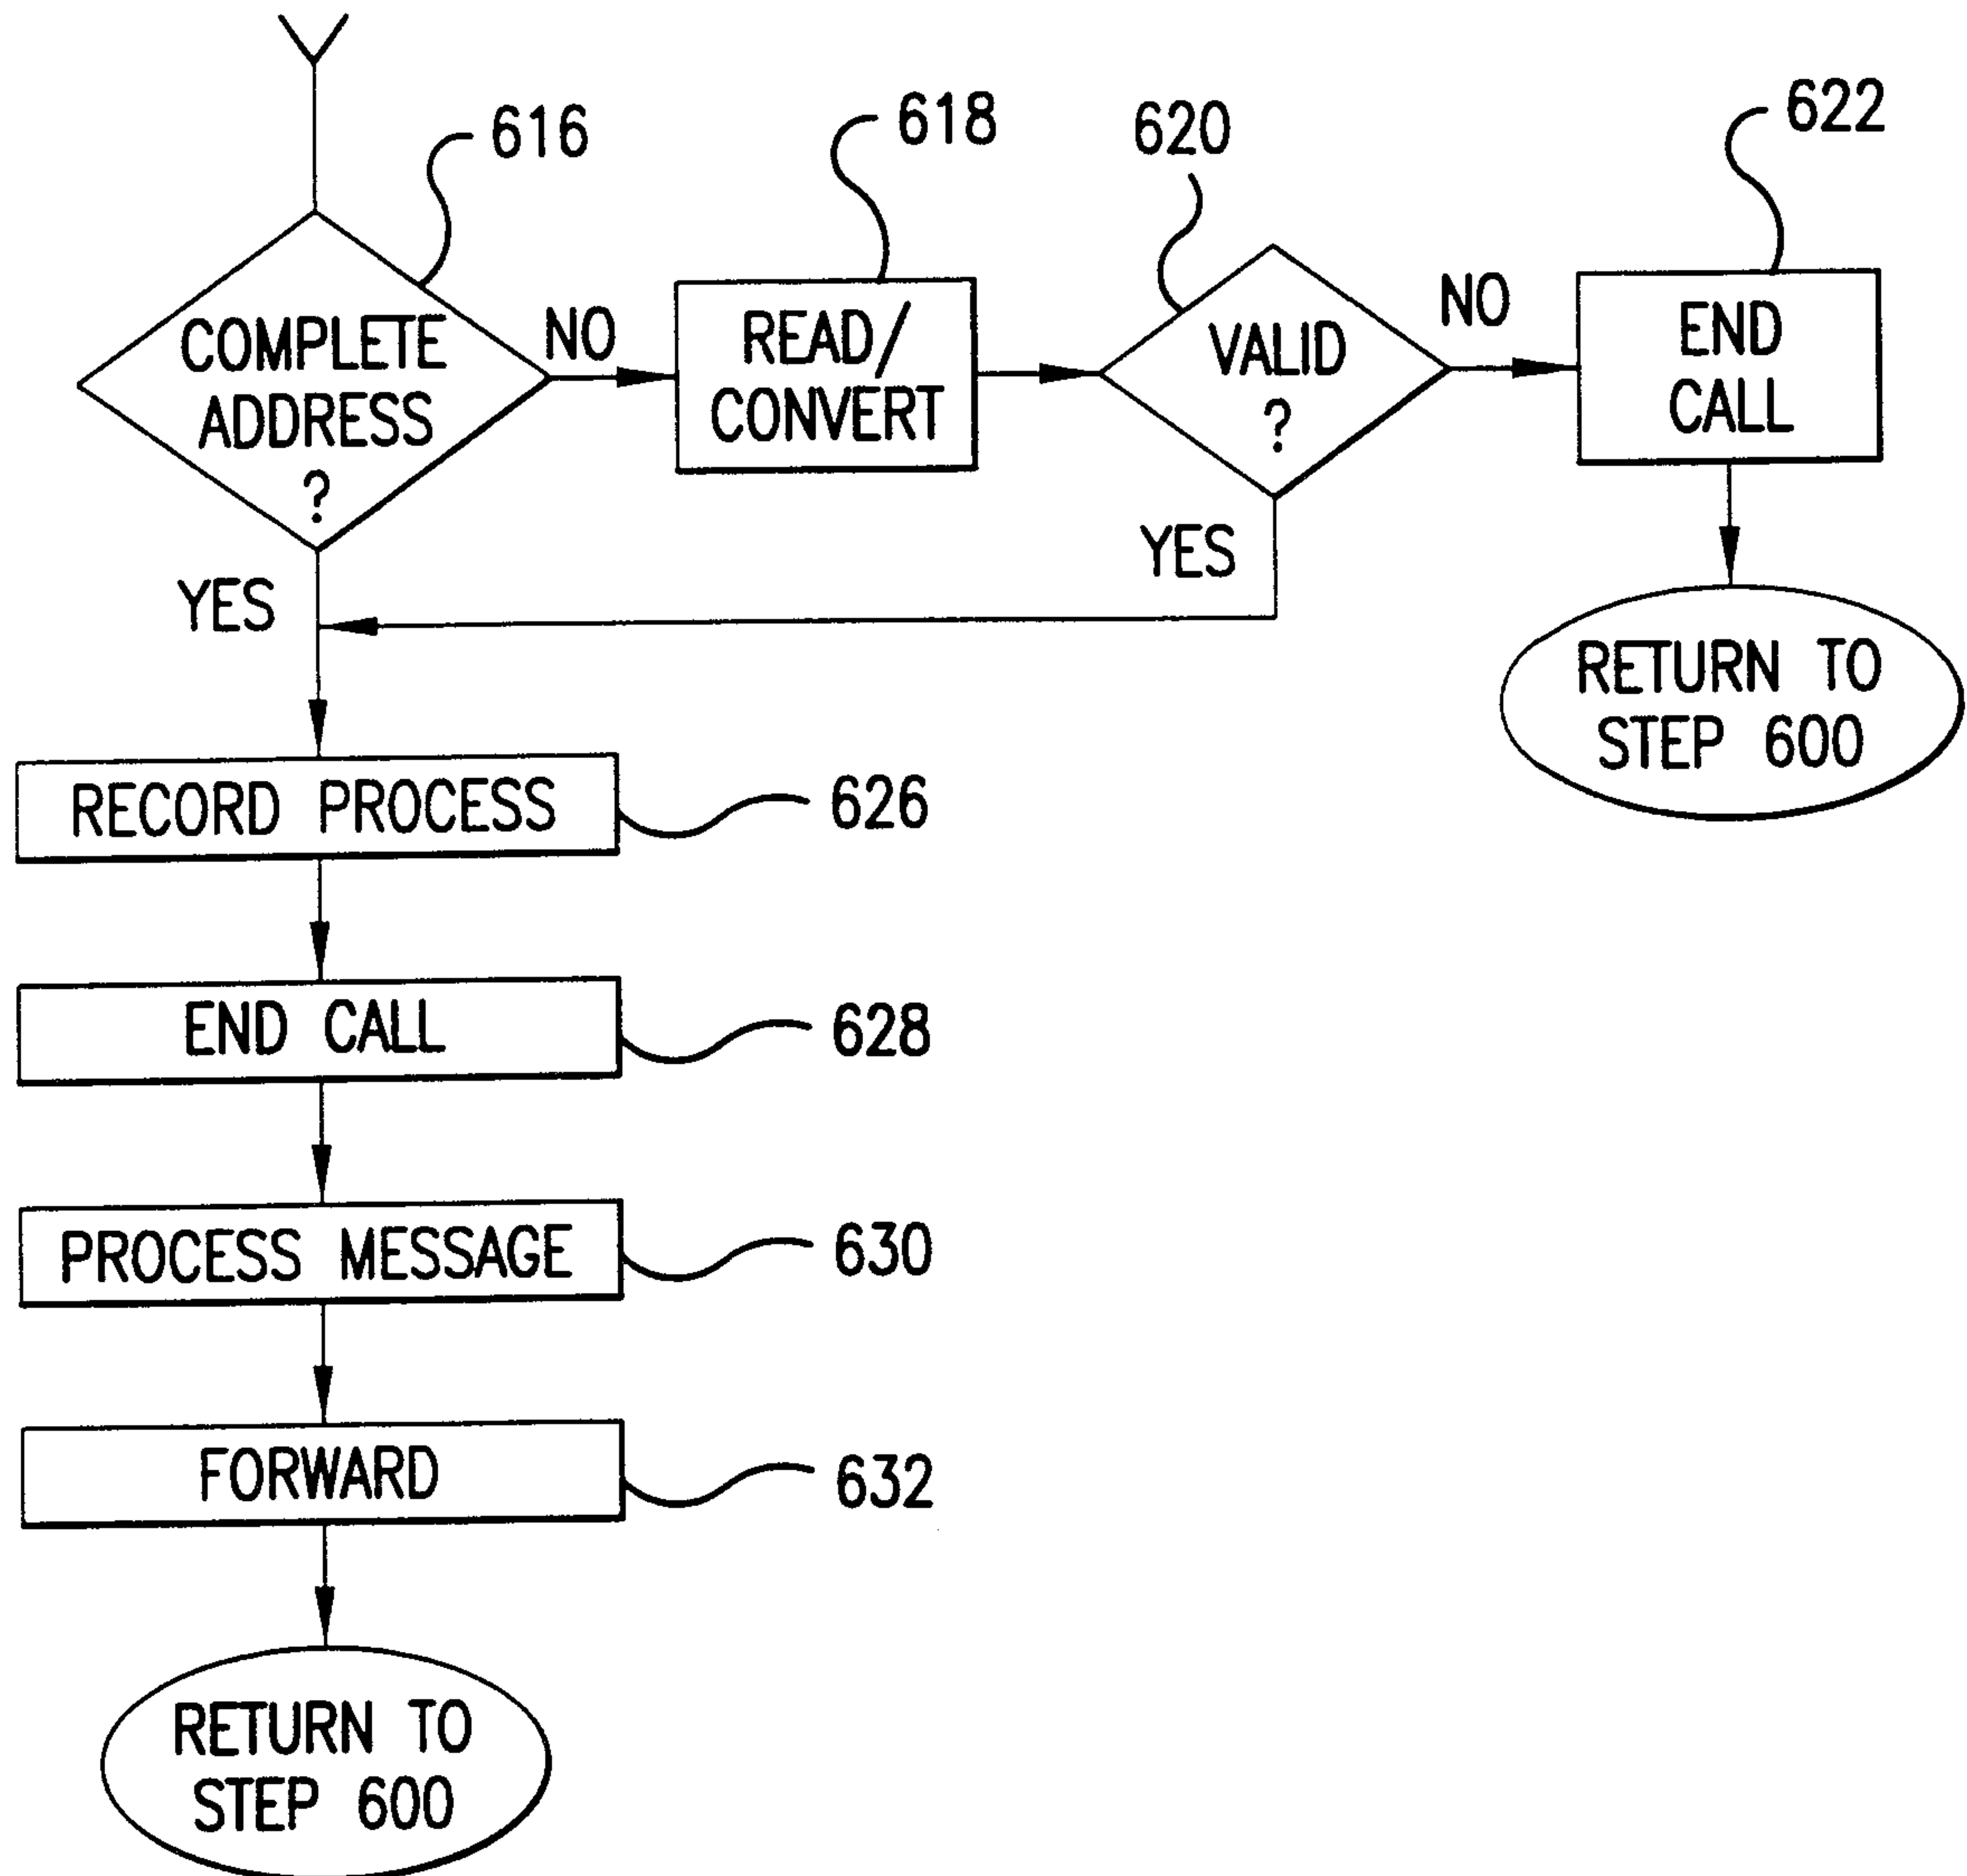 616
618
620
622
COMPLETE
ADDRESS
?
NO
READ/
CONVERT
VALID
?
NO
END
CALL
YES
YES
RETURN TO
STEP 600
RECORD PROCESS
626
END CALL
628
PROCESS MESSAGE
630
FORWARD
632
RETURN TO
STEP 600